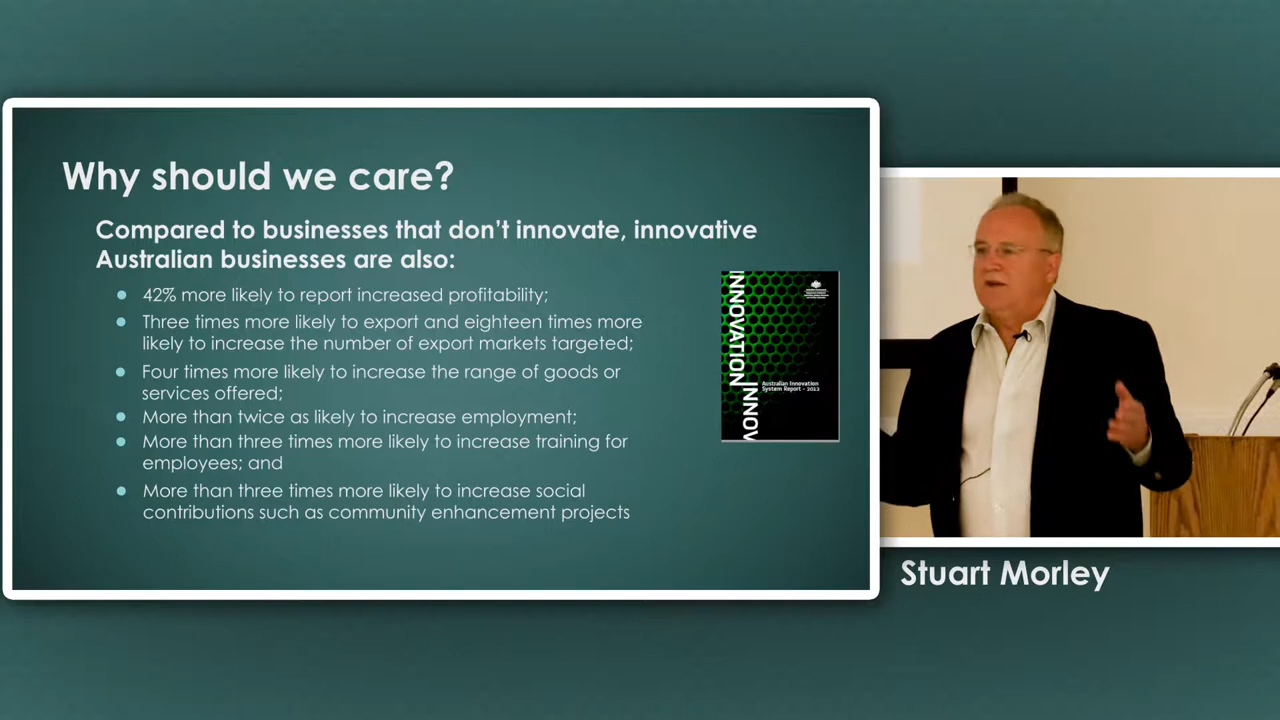 Why should we care?
Compared to businesses that don't innovate, innovative
Australian businesses are also:
42% more likely to report increased profitability;
Three times more likely to export and eighteen times more
likely to increase the number of export markets targeted;
Four times more likely to increase the range of goods or
services offered;
More than twice as likely to increase employment;
More than three times more likely to increase training for
employees; and
More than three times more likely to increase social
contributions such as community enhancement projects
INNOVATION INNOV
Australian Innovation
System Report - 2012
Stuart Morley